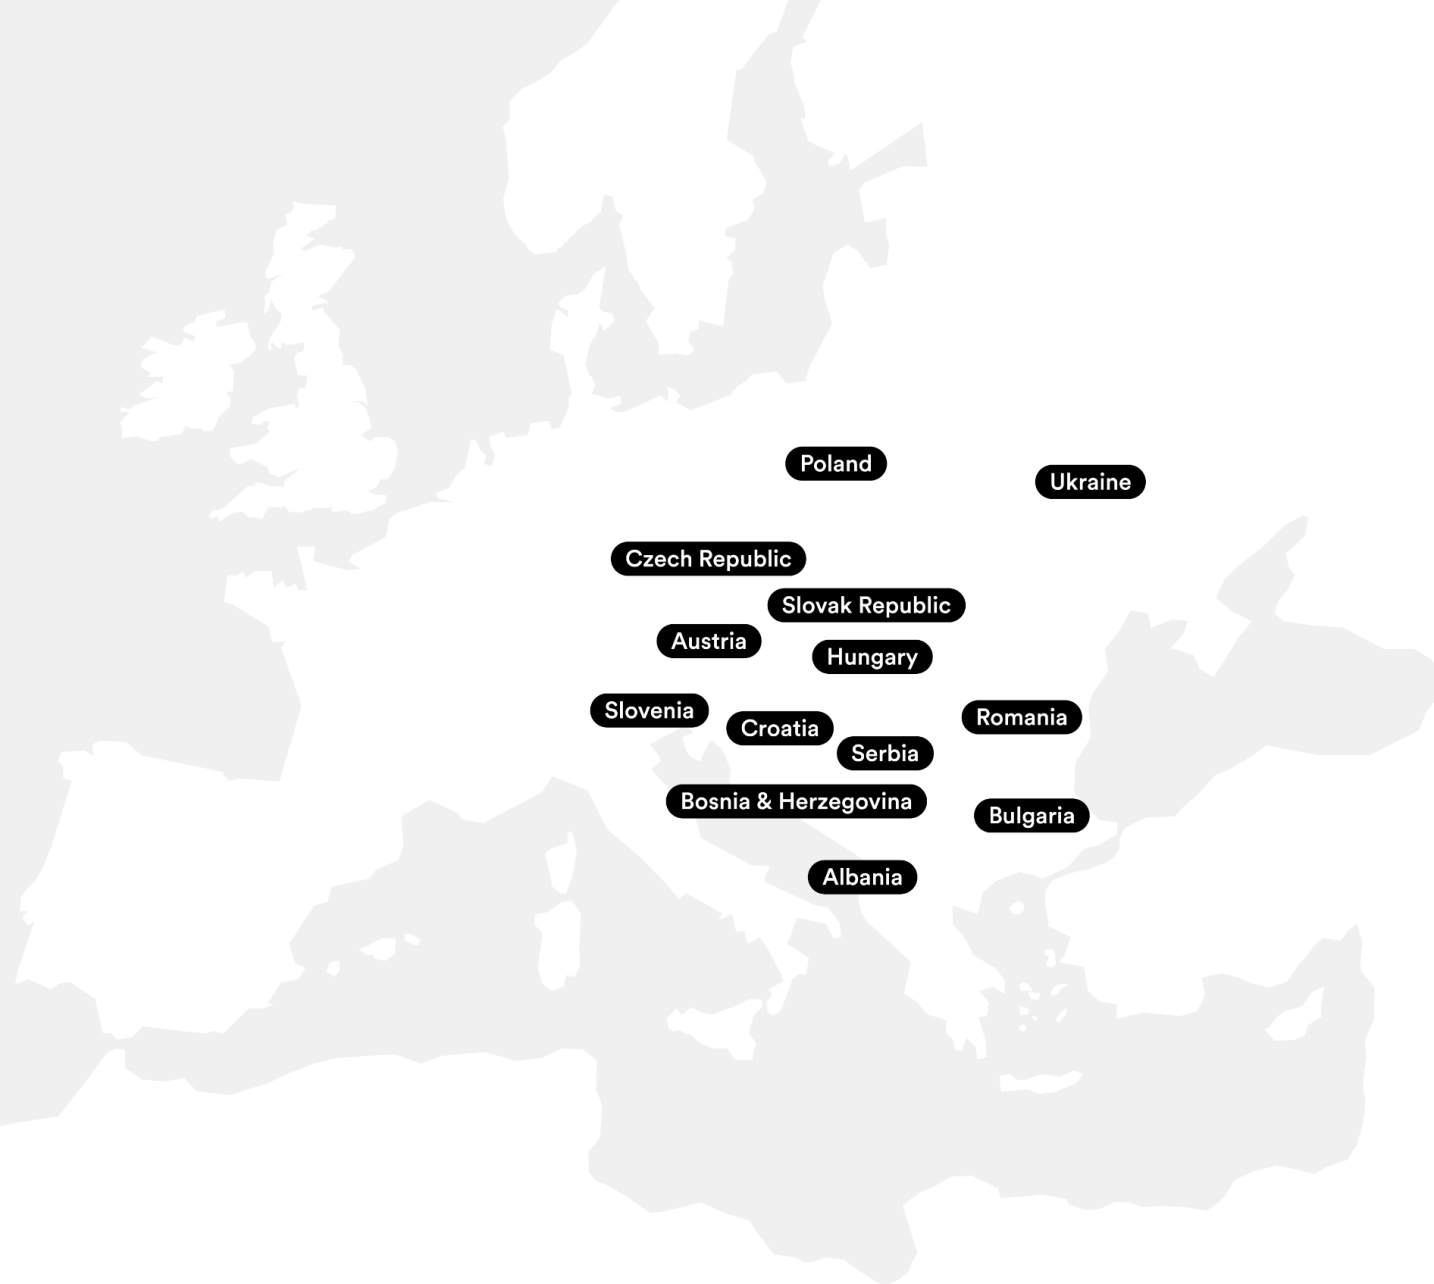 Poland
Ukraine
Czech Republic
Slovak Republic
Austria
Hungary
Slovenia
Croatia
Romania
Serbia
Bosnia & Herzegovina
Bulgaria
Albania